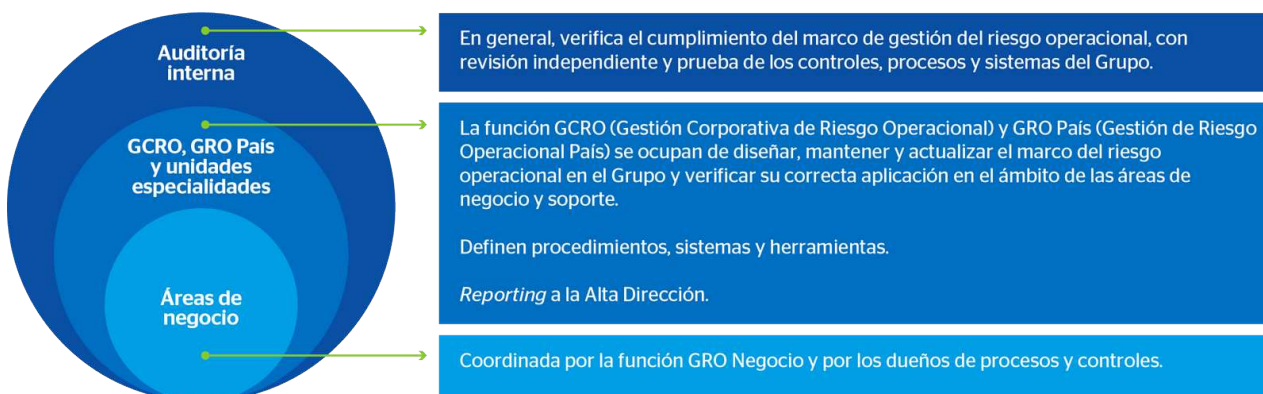 Auditoría
interna
En general, verifica el cumplimiento del marco de gestión del riesgo operacional, con
revisión independiente y prueba de los controles, procesos y sistemas del Grupo.
GCRO, GRO País
y unidades
especialidades
La función GCRO (Gestión Corporativa de Riesgo Operacional) y GRO País (Gestión de Riesgo
Operacional País) se ocupan de diseñar, mantener y actualizar el marco del riesgo
operacional en el Grupo y verificar su correcta aplicación en el ámbito de las áreas de
negocio y soporte.
Definen procedimientos, sistemas y herramientas.
Reporting a la Alta Dirección.
Áreas de
negocio
Coordinada por la función GRO Negocio y por los dueños de procesos y controles.